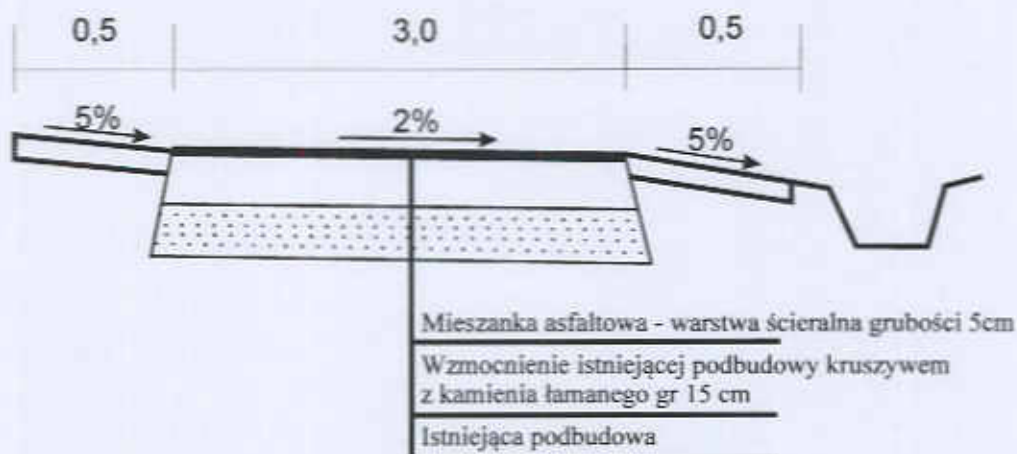 0,5 3,0 0,5
5% 2% 5%
Mieszanka asfaltowa - warstwa ścieralna grubości 5cm
Wzmocnienie istniejącej podbudowy kruszywem
z kamienia łamanego gr 15 cm
Istniejąca podbudowa